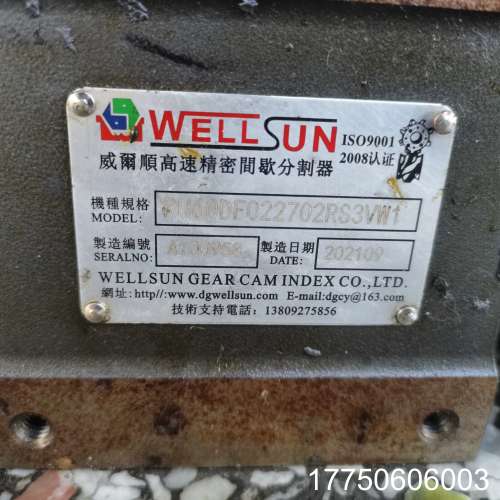 WELLSUN
ISO9001
2008认证
威爾順高速精密間歇分割器
機種規格
MODEL:
DF022702RS3VW1
製造編號
SERALNO:
製造日期
DATE:
202109
WELLSUN GEAR CAM INDEX CO.,LTD.
網址:http//:www.dgwellsun.com E-mail:dgcy@163.com
技術支持電話：13809275856
17750606003